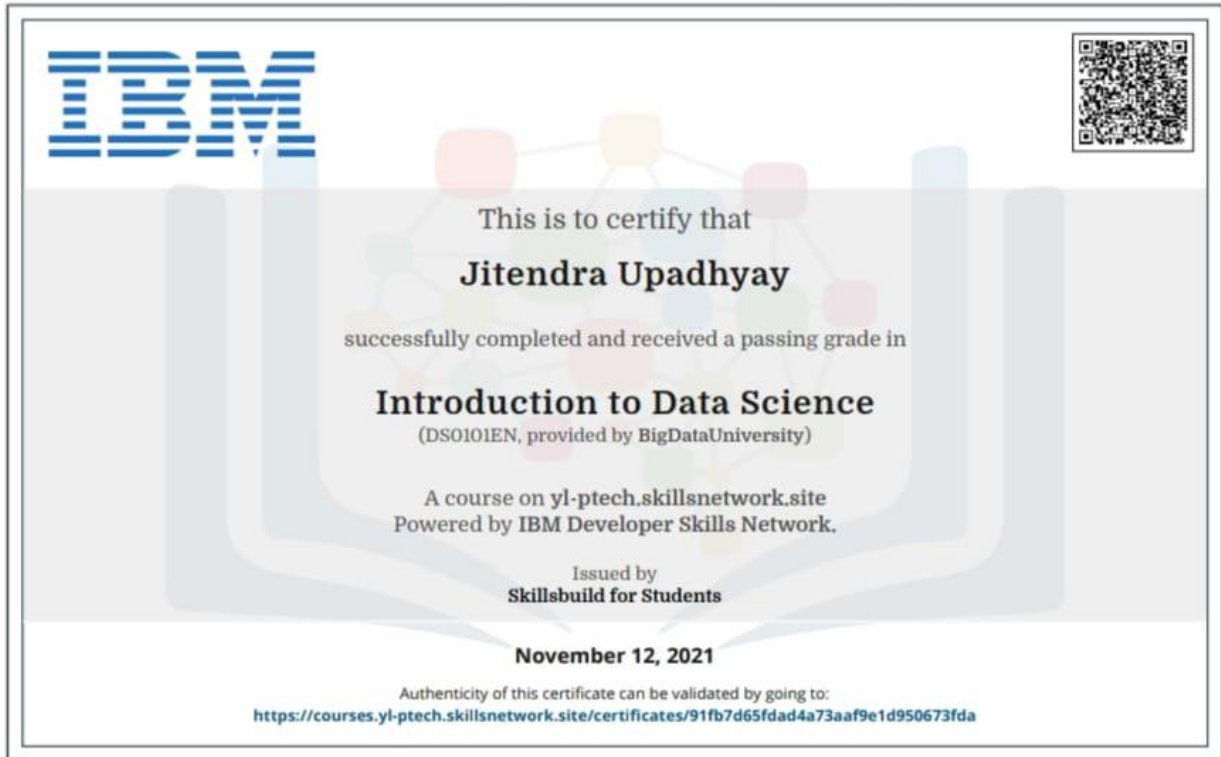 IBM
This is to certify that
Jitendra Upadhyay
successfully completed and received a passing grade in
Introduction to Data Science
(DS0101EN, provided by BigDataUniversity)
A course on yl-ptech.skillsnetwork.site
Powered by IBM Developer Skills Network.
Issued by
Skillsbuild for Students
November 12, 2021
Authenticity of this certificate can be validated by going to:
https://courses.yl-ptech.skillsnetwork.site/certificates/91fb7d65fdad4a73aaf9e1d950673fda